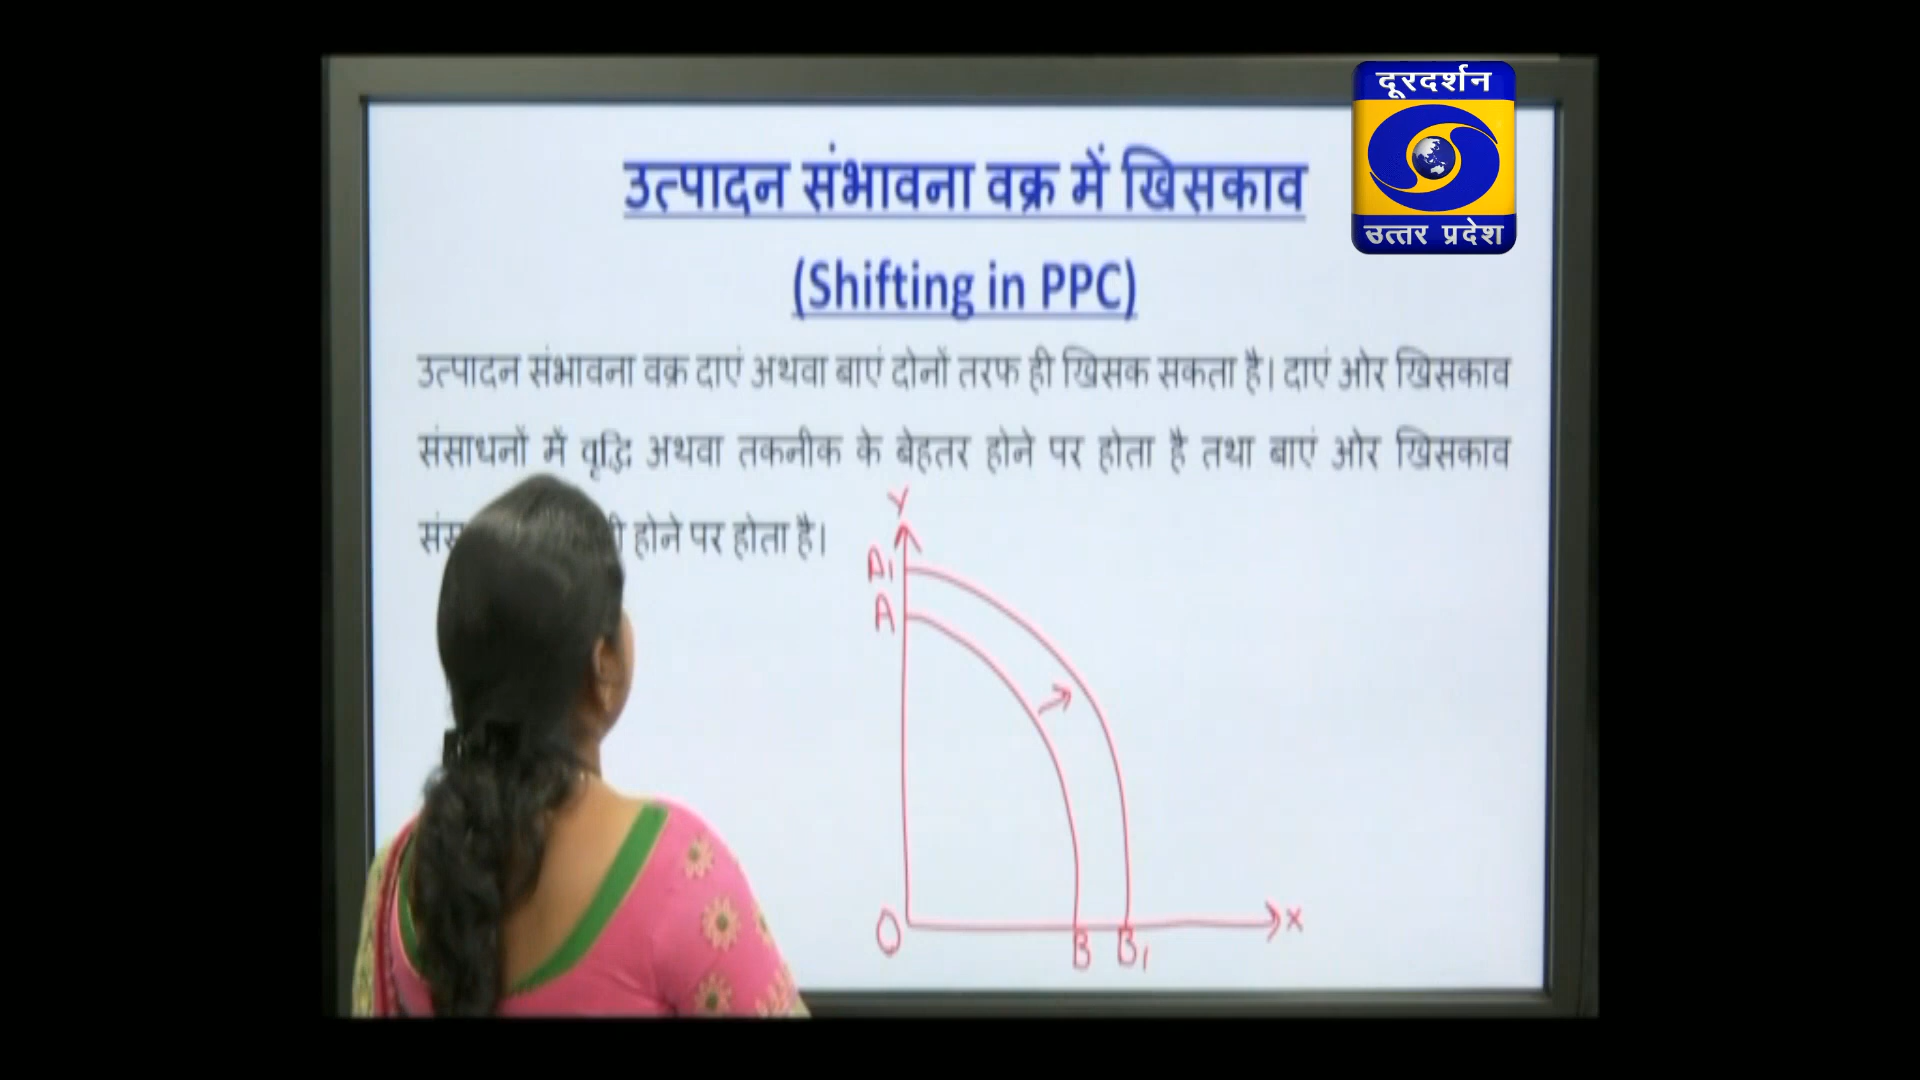 दूरदर्शन
उत्तर प्रदेश
उत्पादन संभावना वक्र में खिसकाव
(Shifting in PPC)
उत्पादन संभावना वक्र दाएं अथवा बाएं दोनों तरफ ही खिसक सकता है। दाएं ओर खिसकाव
संसाधनों में वृद्धि अथवा तकनीक के बेहतर होने पर होता है तथा बाएं ओर खिसकाव
होने पर होता है।
Y
A1
A
O
B B1
X